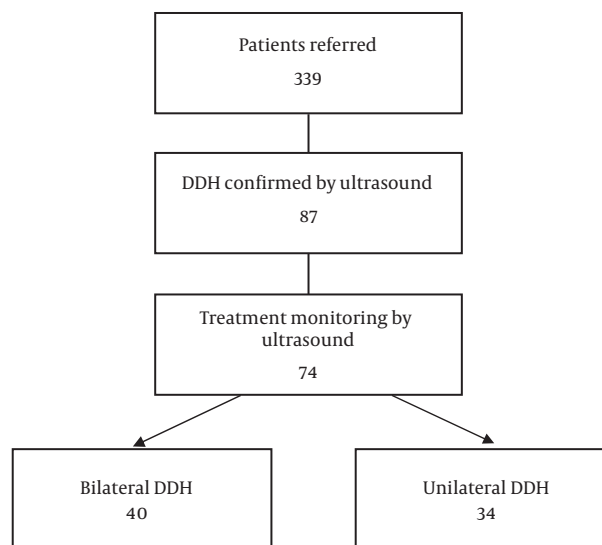 Patients referred
339
DDH confirmed by ultrasound
87
Treatment monitoring by
ultrasound
74
Bilateral DDH
40
Unilateral DDH
34